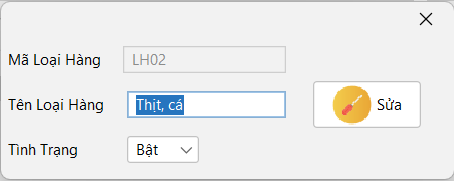 Mã Loại Hàng LH02
Tên Loại Hàng Thịt, cá Sửa
Tình Trạng Bật